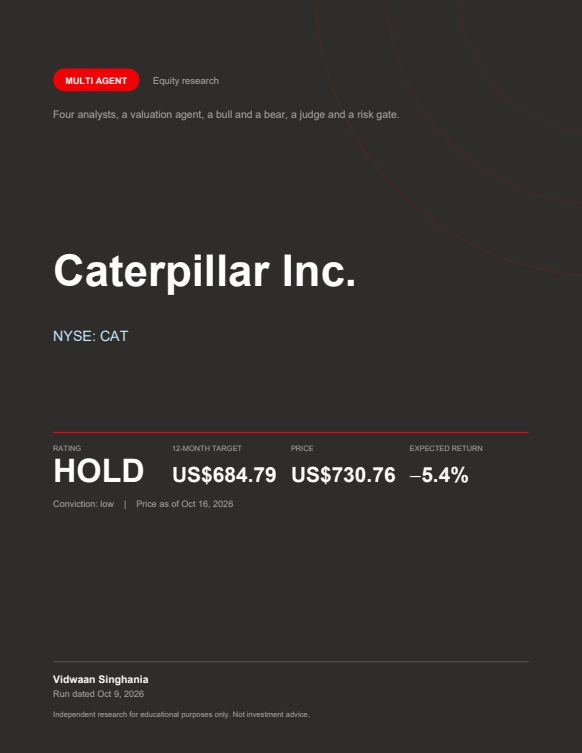 MULTI AGENT Equity research
Four analysts, a valuation agent, a bull and a bear, a judge and a risk gate.
Caterpillar Inc.
NYSE: CAT
RATING 12-MONTH TARGET PRICE EXPECTED RETURN
HOLD US$684.79 US$730.76 –5.4%
Conviction: low | Price as of Oct 16, 2026
Vidwaan Singhania
Run dated Oct 9, 2026
Independent research for educational purposes only. Not investment advice.